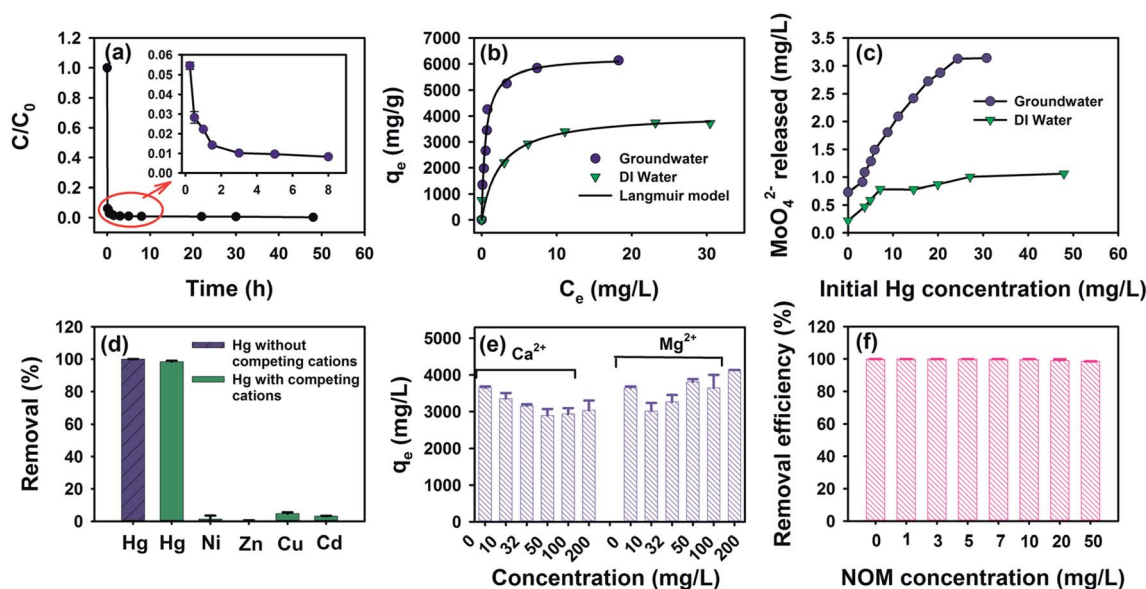 (a)
C/C0
1.2
1.0
0.8
0.6
0.4
0.2
0.0
0.06
0.05
0.04
0.03
0.02
0.01
0.00
0 2 4 6 8
0 10 20 30 40 50 60
Time (h)
(b)
qe (mg/g)
7000
6000
5000
4000
3000
2000
1000
0
Groundwater
DI Water
Langmuir model
0 10 20 30
Ce (mg/L)
(c)
MoO4 2- released (mg/L)
3.5
3.0
2.5
2.0
1.5
1.0
0.5
0.0
Groundwater
DI Water
0 10 20 30 40 50 60
Initial Hg concentration (mg/L)
(d)
Removal (%)
120
100
80
60
40
20
0
Hg without
competing cations
Hg with competing
cations
Hg Hg Ni Zn Cu Cd
(e)
qe (mg/L)
5000
4000
3000
2000
1000
0
Ca2+
Mg2+
0 10 32 50 100 200 0 10 32 50 100 200
Concentration (mg/L)
(f)
Removal efficiency (%)
120
100
80
60
40
20
0
0 1 3 5 7 10 20 50
NOM concentration (mg/L)